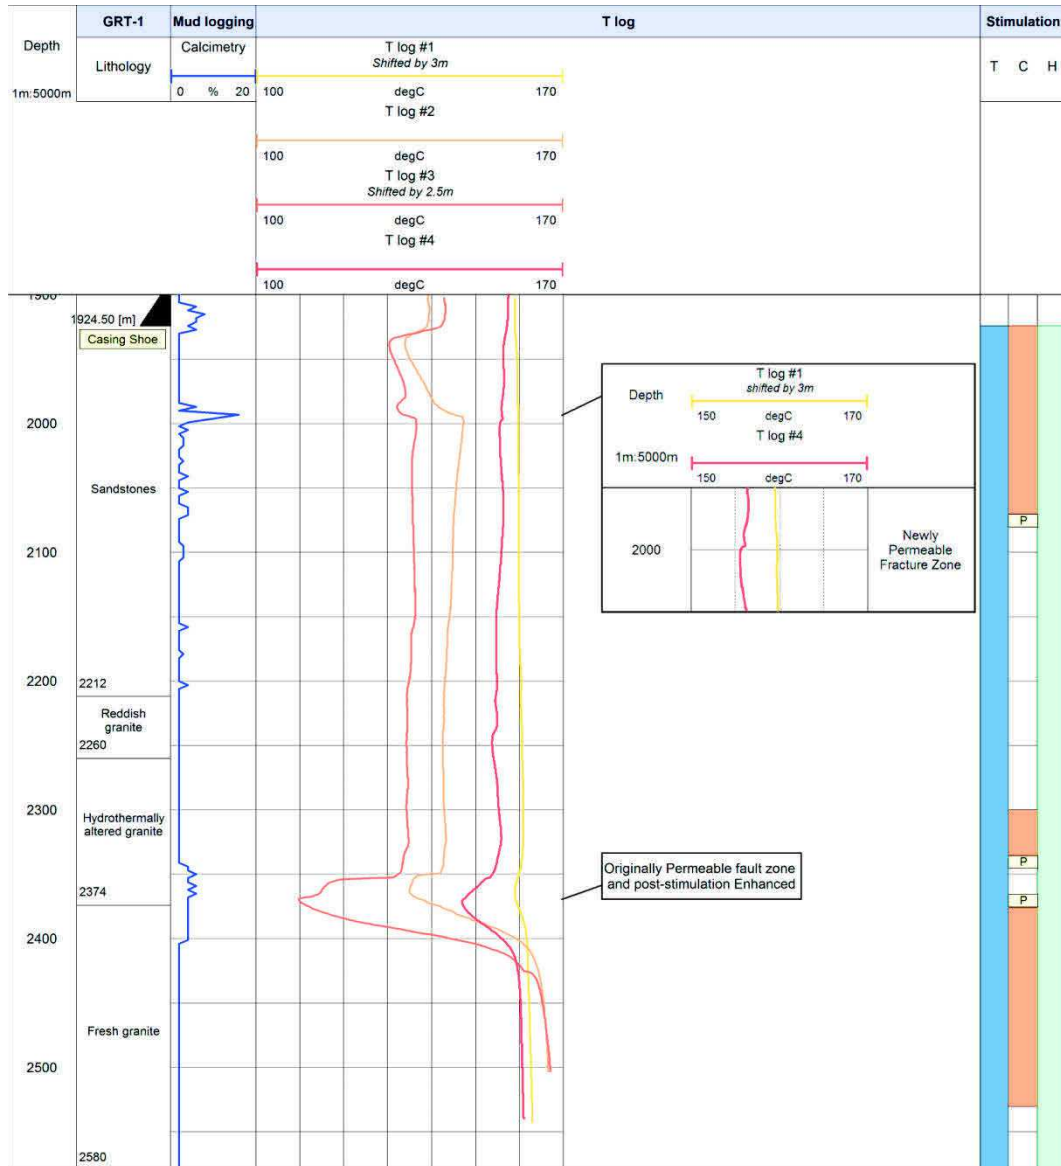 GRT-1
Mud logging
T log
Stimulation
Depth
1m:5000m
Lithology
Calcimetry
0 % 20
T log #1
Shifted by 3m
100 degC 170
T log #2
100 degC 170
T log #3
Shifted by 2.5m
100 degC 170
T log #4
100 degC 170
T C H
1900
1924.50 [m]
Casing Shoe
2000
Sandstones
2100
2200
2212
Reddish
granite
2260
2300
Hydrothermally
altered granite
2374
2400
Fresh granite
2500
2580
Depth
1m:5000m
T log #1
shifted by 3m
150 degC 170
T log #4
150 degC 170
2000
Newly
Permeable
Fracture Zone
Originally Permeable fault zone
and post-stimulation Enhanced
P
P
P